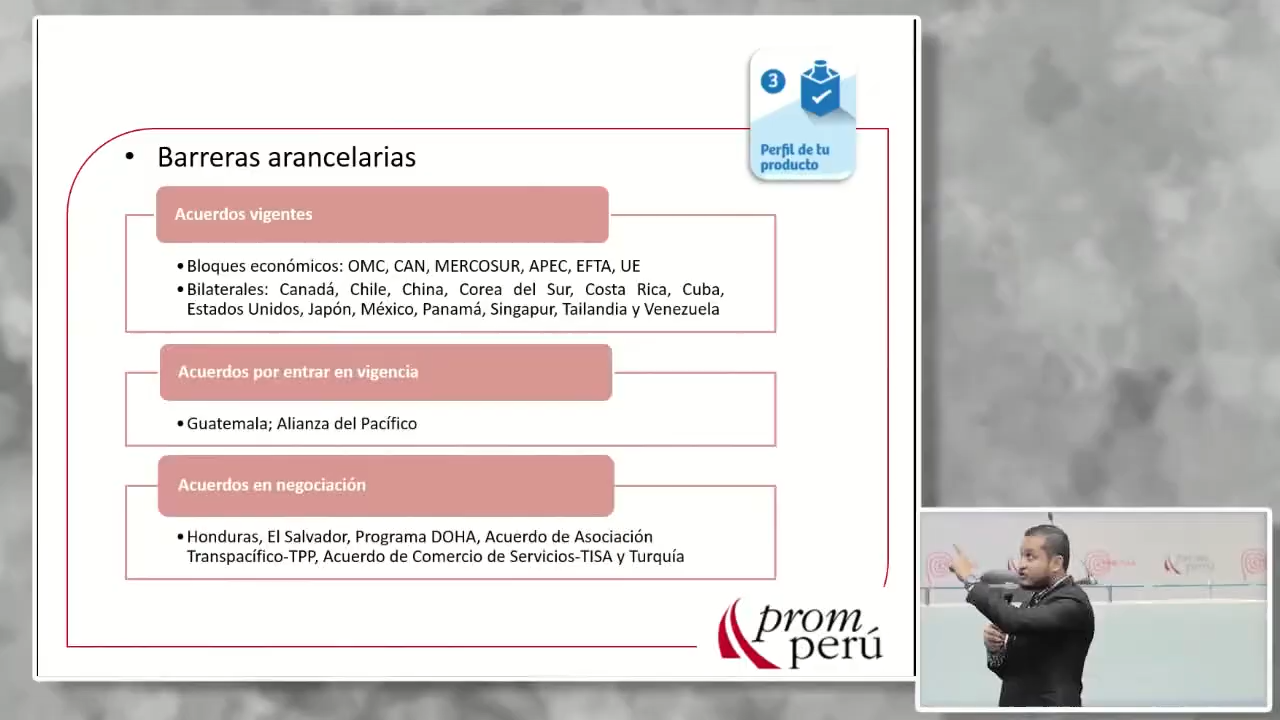 3
Perfil de tu
producto
• Barreras arancelarias
Acuerdos vigentes
•Bloques económicos: OMC, CAN, MERCOSUR, APEC, EFTA, UE
•Bilaterales: Canadá, Chile, China, Corea del Sur, Costa Rica, Cuba,
Estados Unidos, Japón, México, Panamá, Singapur, Tailandia y Venezuela
Acuerdos por entrar en vigencia
•Guatemala; Alianza del Pacífico
Acuerdos en negociación
•Honduras, El Salvador, Programa DOHA, Acuerdo de Asociación
Transpacífico-TPP, Acuerdo de Comercio de Servicios-TISA y Turquía
prom
perú